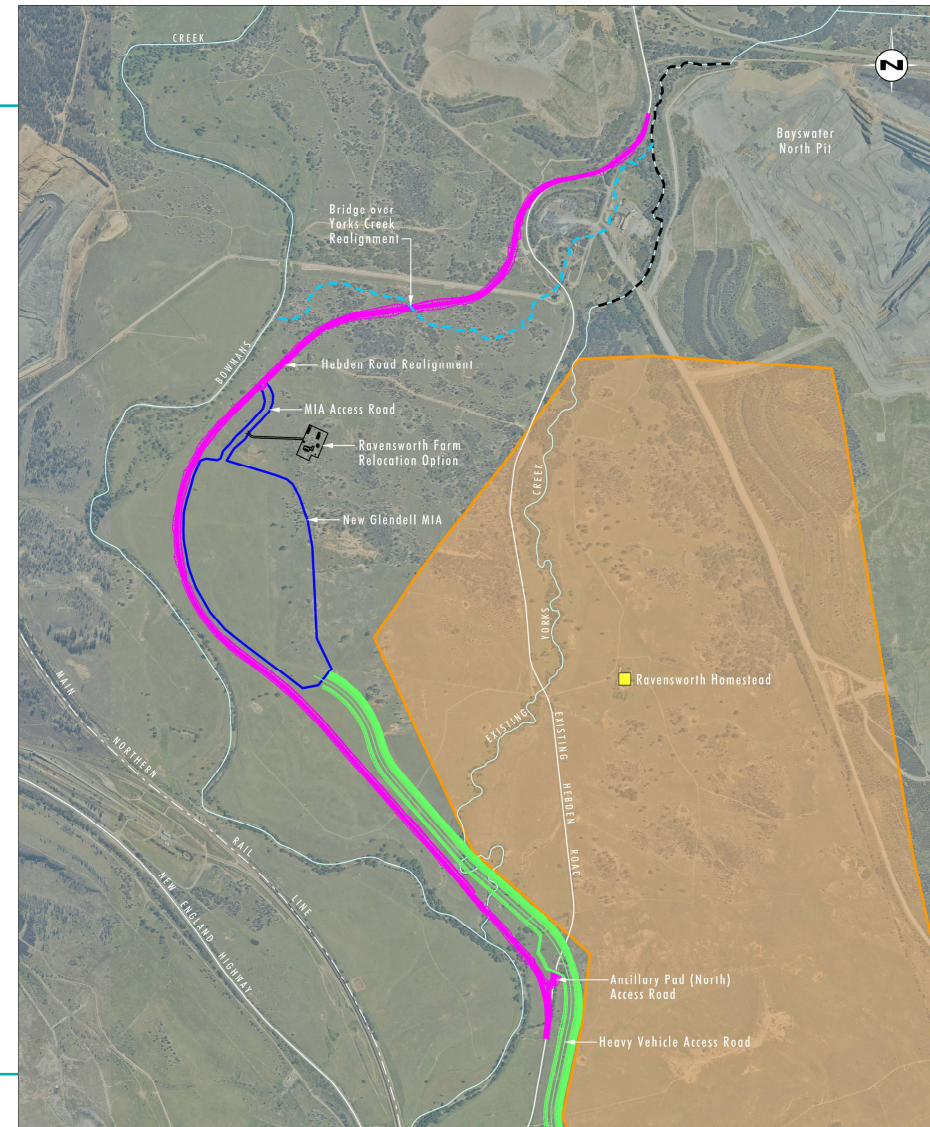 CREEK
N
Bayswater
North Pit
Bridge over
Yorks Creek
Realignment
BOWMANS
Hebden Road Realignment
MIA Access Road
Ravensworth Farm
Relocation Option
CREEK
New Glendell MIA
YORKS
Ravensworth Homestead
MAIN
EXISTING
EXISTING
NORTHERN
HEBDEN
RAIL
ROAD
NEW
ENGLAND
LINE
HIGHWAY
Ancillary Pad (North)
Access Road
Heavy Vehicle Access Road